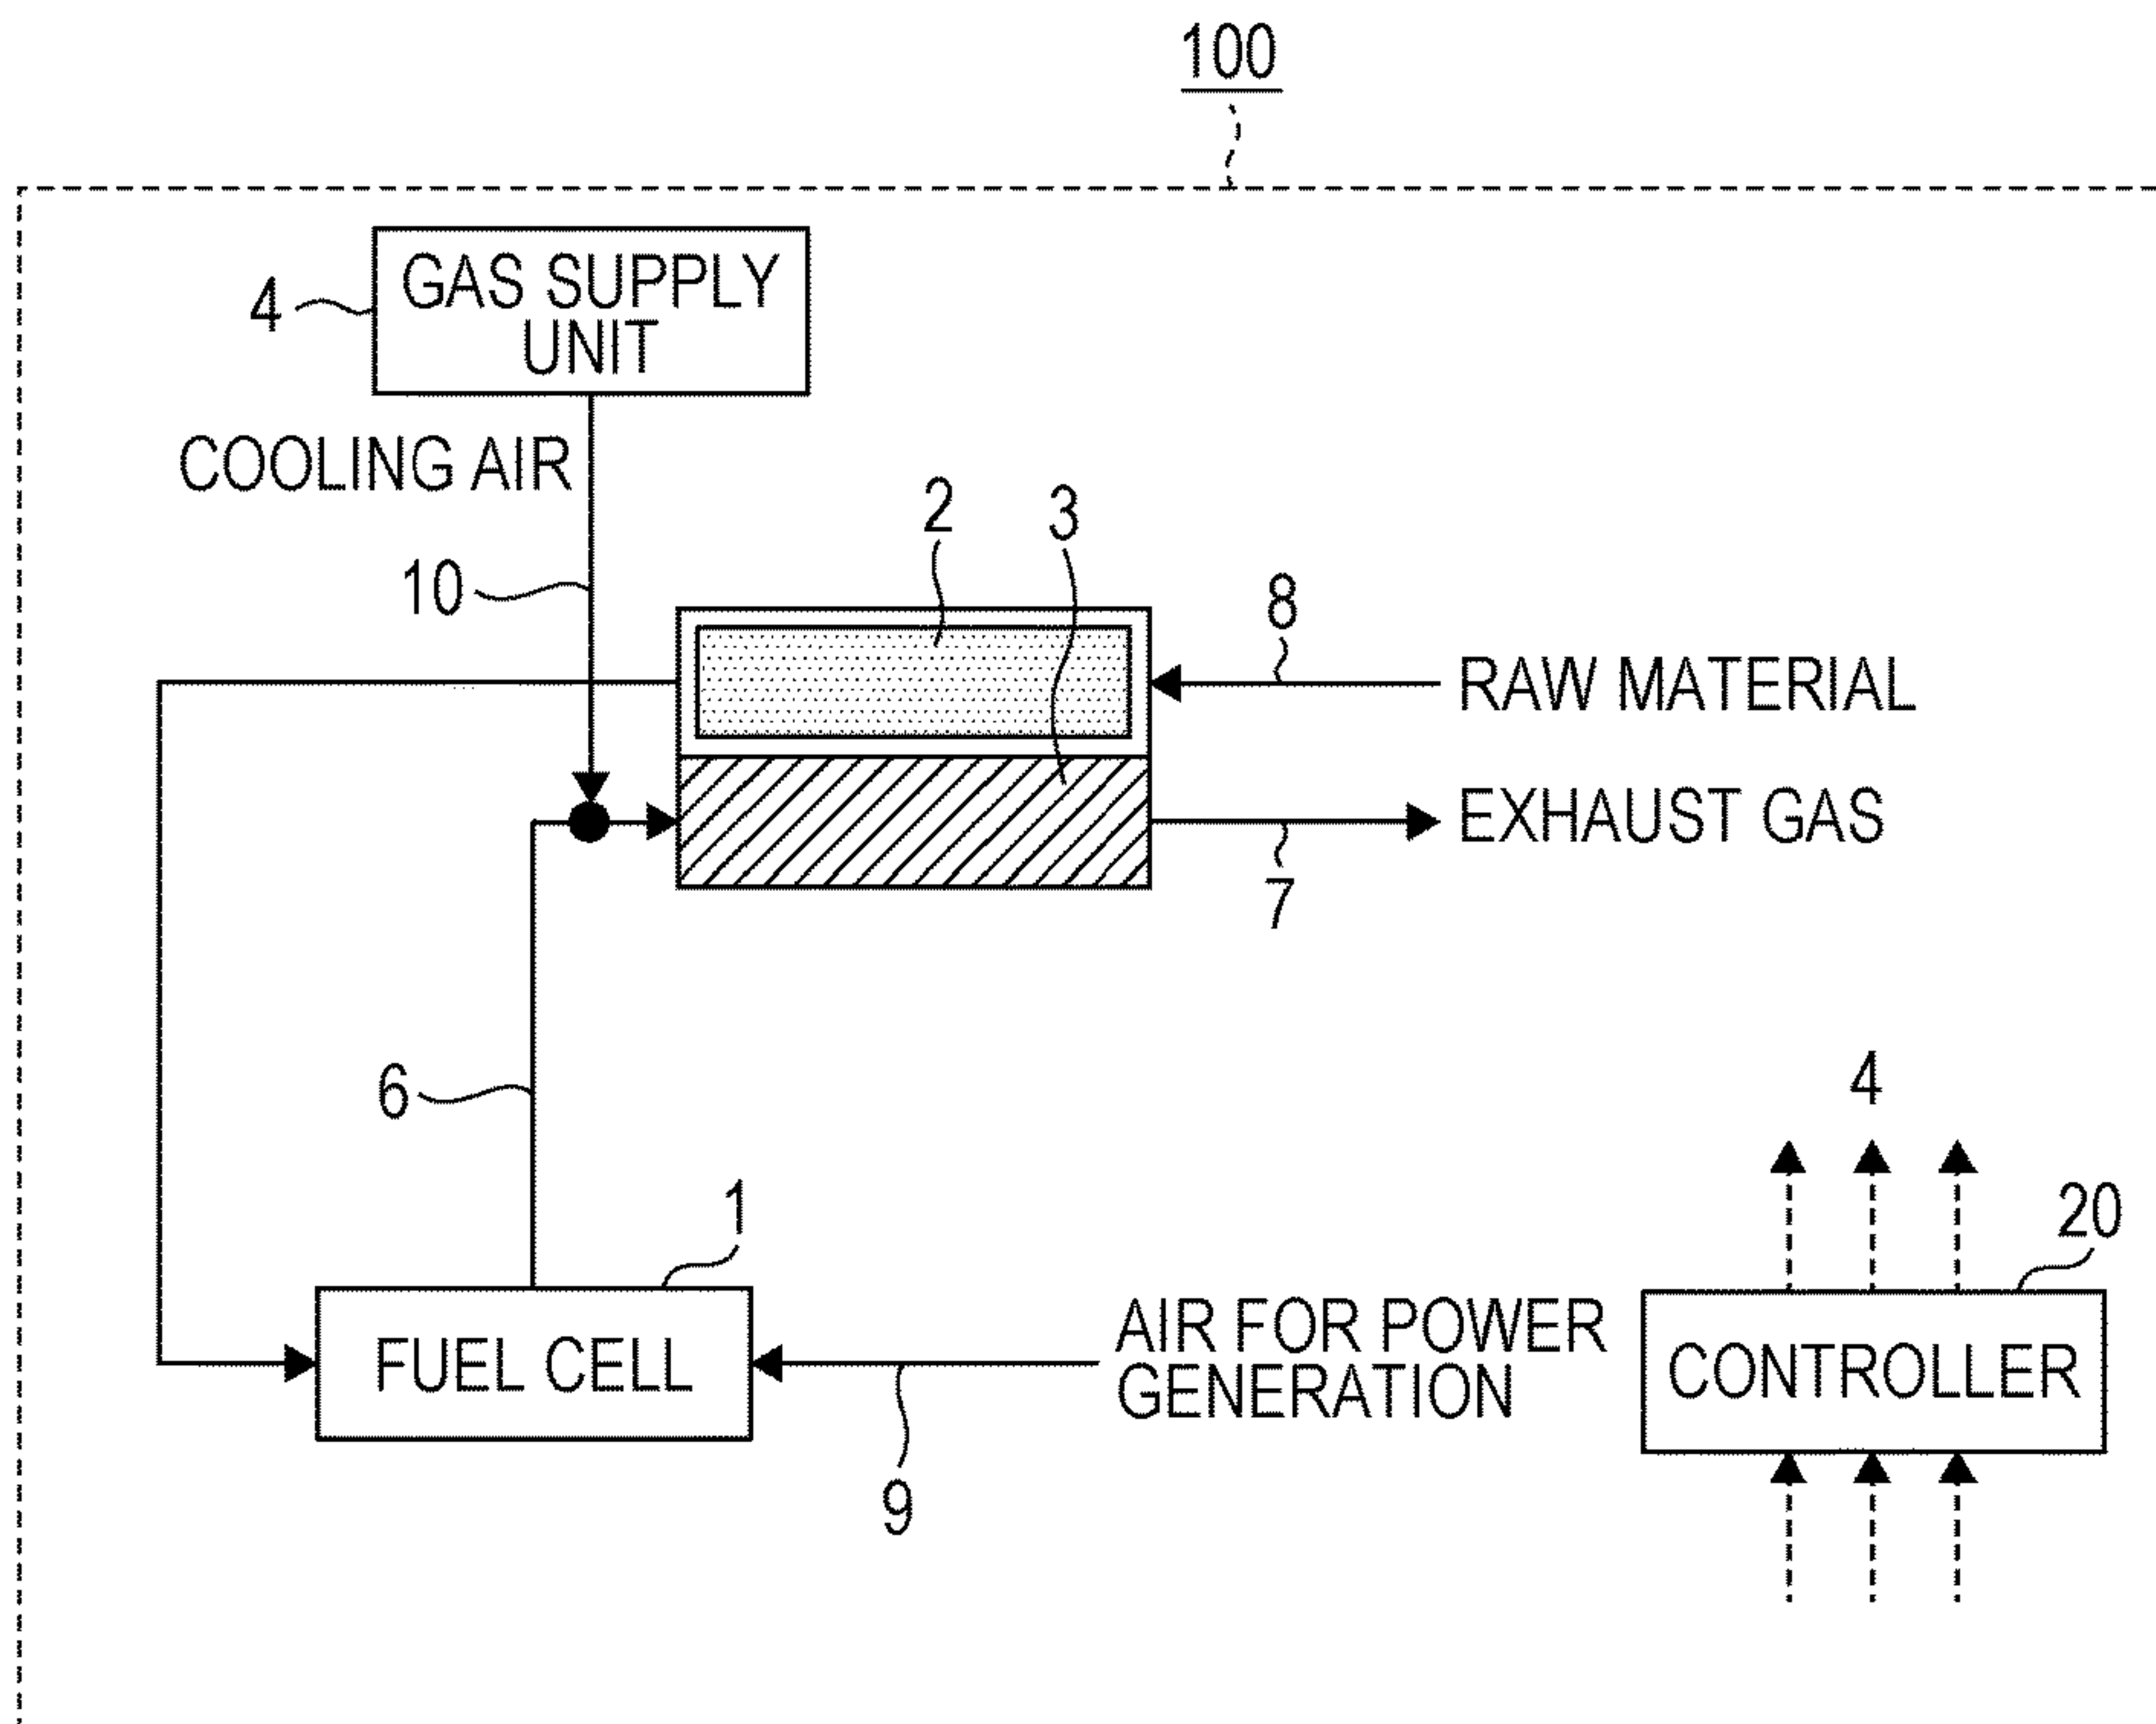 100
GAS SUPPLY
UNIT
4
COOLING AIR
2
3
10
8
RAW MATERIAL
EXHAUST GAS
7
6
4
1
20
FUEL CELL
AIR FOR POWER
GENERATION
CONTROLLER
9